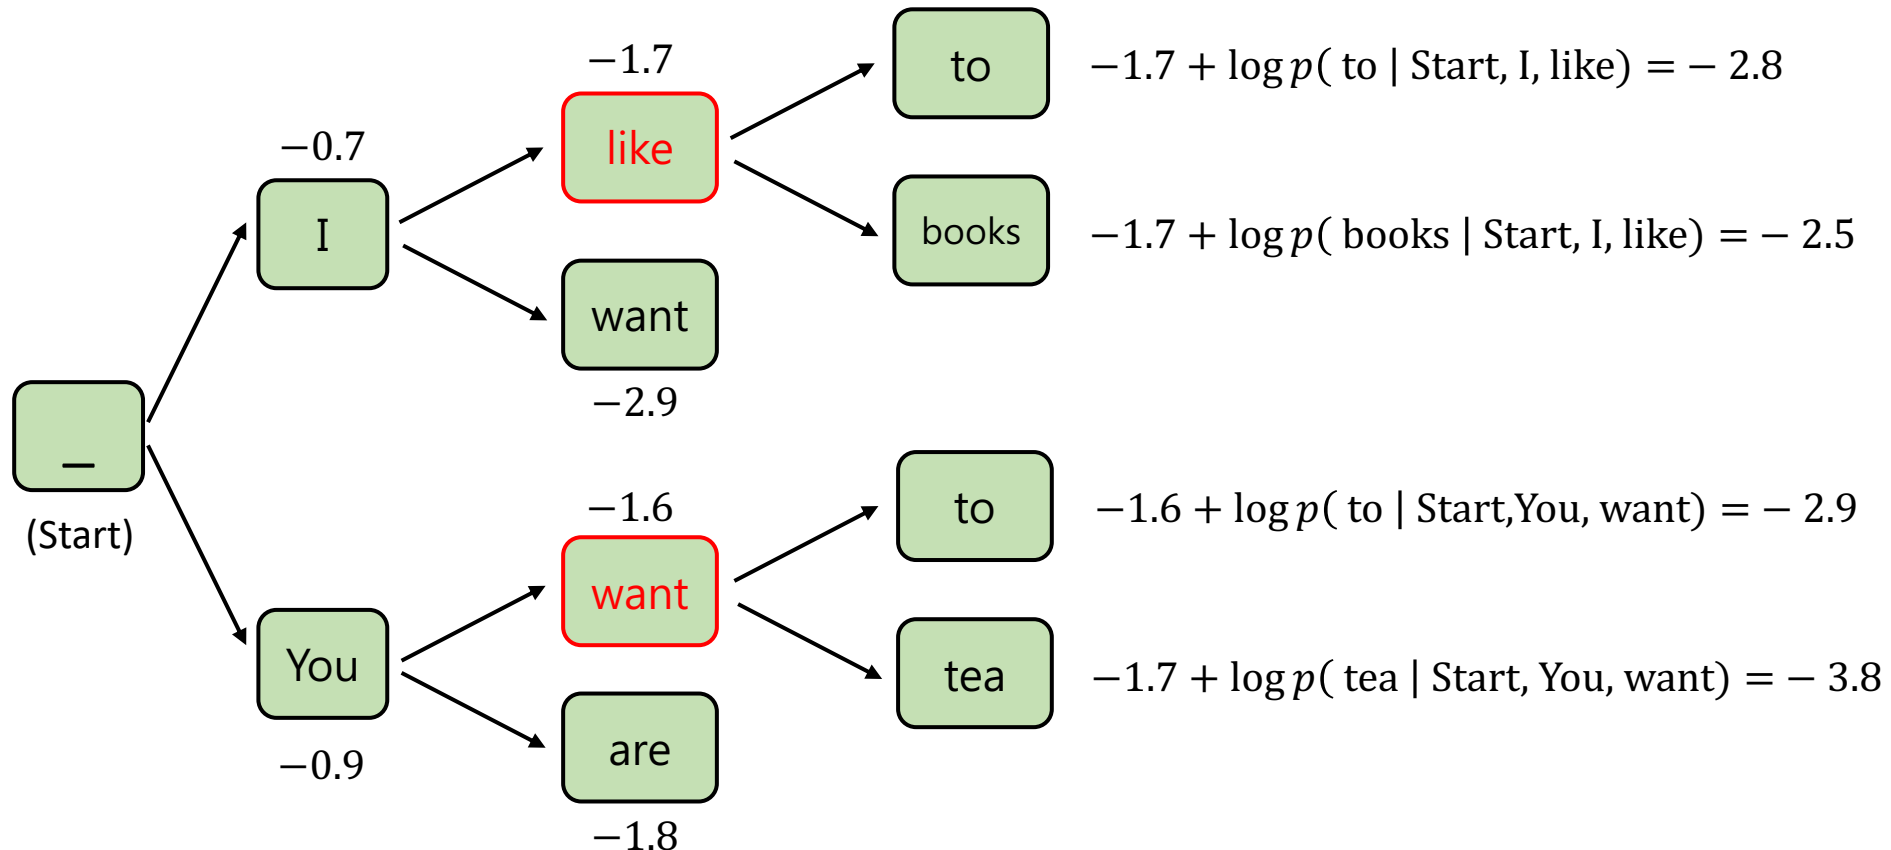 −1.7
to
−1.7 + log p( to | Start, I, like) = − 2.8
−0.7
like
I
books
−1.7 + log p( books | Start, I, like) = − 2.5
want
−2.9
_
(Start)
−1.6
to
−1.6 + log p( to | Start,You, want) = − 2.9
want
You
tea
−1.7 + log p( tea | Start, You, want) = − 3.8
−0.9
are
−1.8